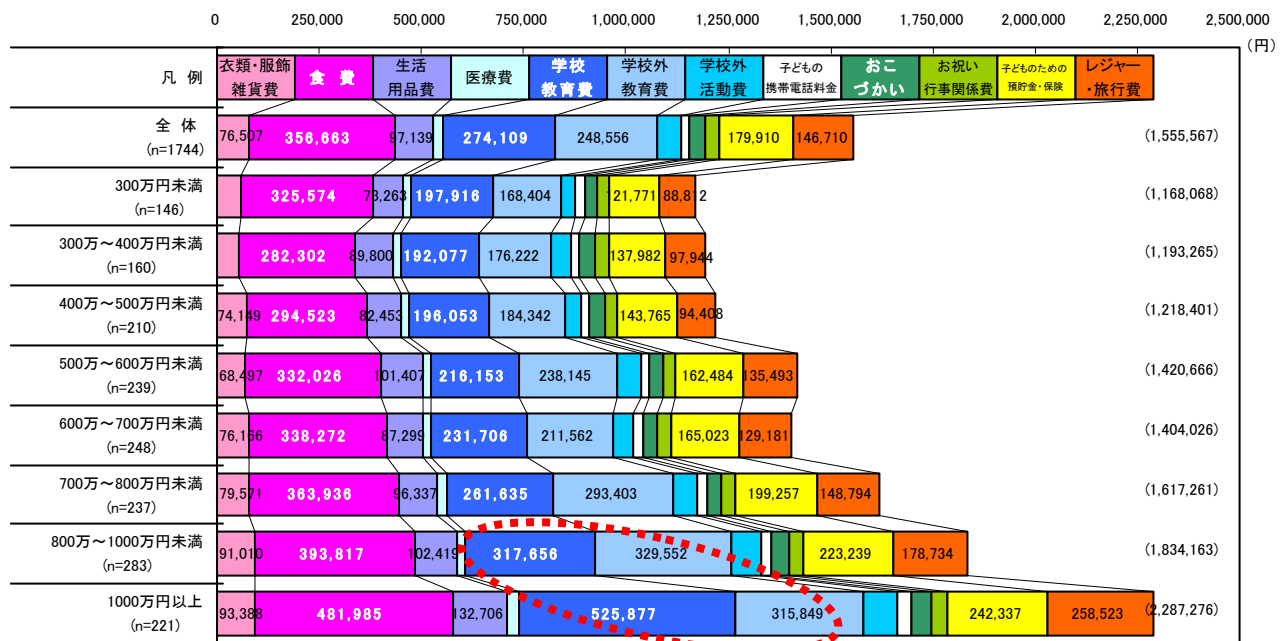 0 250,000 500,000 750,000 1,000,000 1,250,000 1,500,000 1,750,000 2,000,000 2,250,000 2,500,000
(円)
凡 例
衣類・服飾
雑貨費
食 費
生活
用品費
医療費
学校
教育費
学校外
教育費
学校外
活動費
子どもの
携帯電話料金
おこ
づかい
お祝い
行事関係費
子どものための
預貯金・保険
レジャー
・旅行費
全 体
(n=1744)
76,507 356,663 97,139 274,109 248,556 179,910 146,710 (1,555,567)
300万円未満
(n=146)
325,574 73,263 197,916 168,404 121,771 88,812 (1,168,068)
300万~400万円未満
(n=160)
282,302 89,800 192,077 176,222 137,982 97,944 (1,193,265)
400万~500万円未満
(n=210)
74,149 294,523 82,453 196,053 184,342 143,765 94,408 (1,218,401)
500万~600万円未満
(n=239)
68,497 332,026 101,407 216,153 238,145 162,484 135,493 (1,420,666)
600万~700万円未満
(n=248)
76,166 338,272 87,299 231,706 211,562 165,023 129,181 (1,404,026)
700万~800万円未満
(n=237)
79,571 363,936 96,337 261,635 293,403 199,257 148,794 (1,617,261)
800万~1000万円未満
(n=283)
91,010 393,817 102,419 317,656 329,552 223,239 178,734 (1,834,163)
1000万円以上
(n=221)
93,388 481,985 132,706 525,877 315,849 242,337 258,523 (2,287,276)